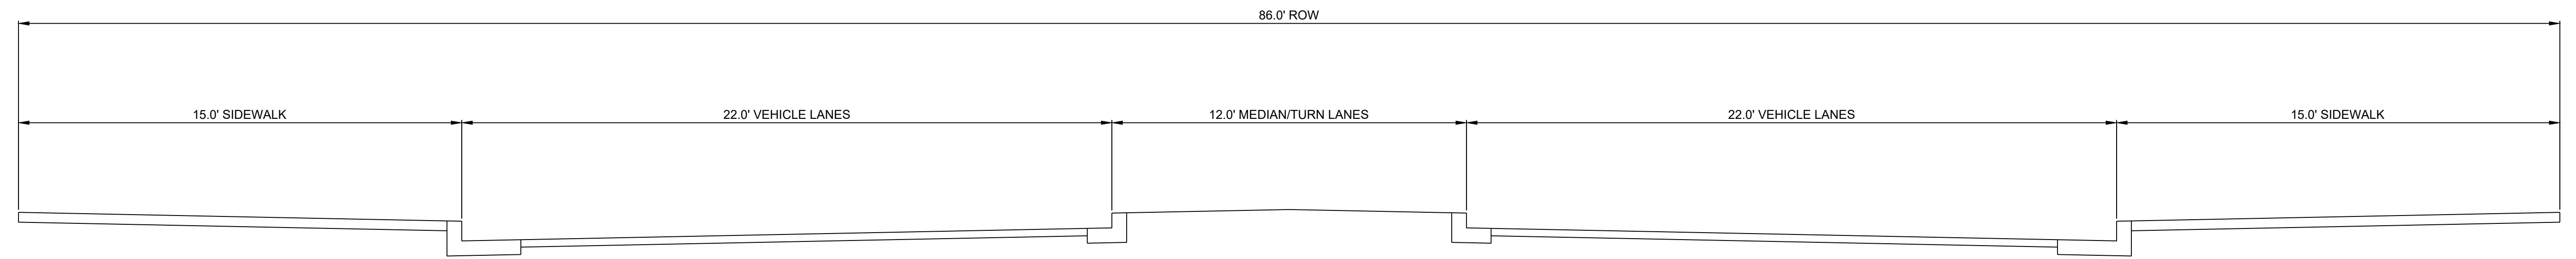 86.0' ROW
15.0' SIDEWALK
22.0' VEHICLE LANES
12.0' MEDIAN/TURN LANES
22.0' VEHICLE LANES
15.0' SIDEWALK